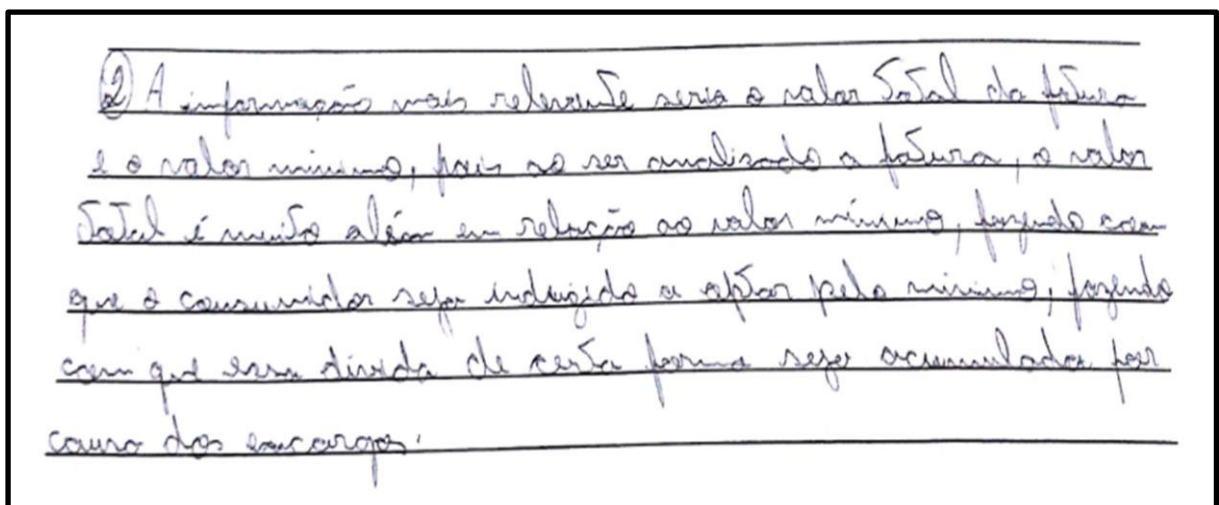 ② A informação mais relevante seria o valor total da fatura
e o valor mínimo, pois ao ser analisado a fatura, o valor
total é muito além em relação ao valor mínimo, fazendo com
que o consumidor seja induzido a optar pelo mínimo, fazendo
com que essa dívida de certa forma seja acumulada por
causa dos encargos.